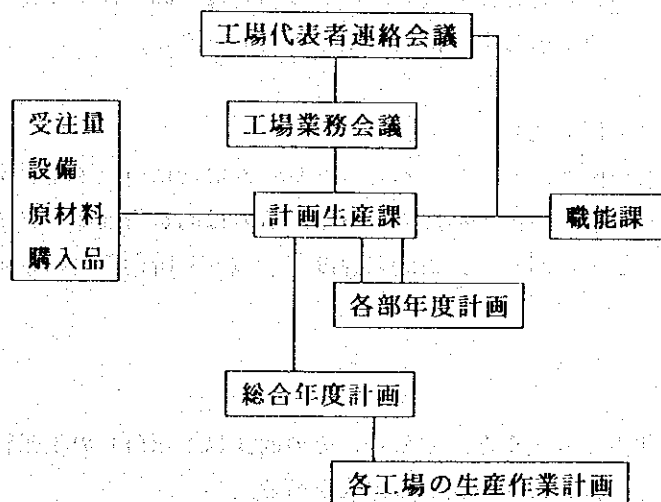 工場代表者連絡会議
工場業務会議
受注量
設備
原材料
購入品
計画生産課
職能課
各部年度計画
総合年度計画
各工場の生産作業計画